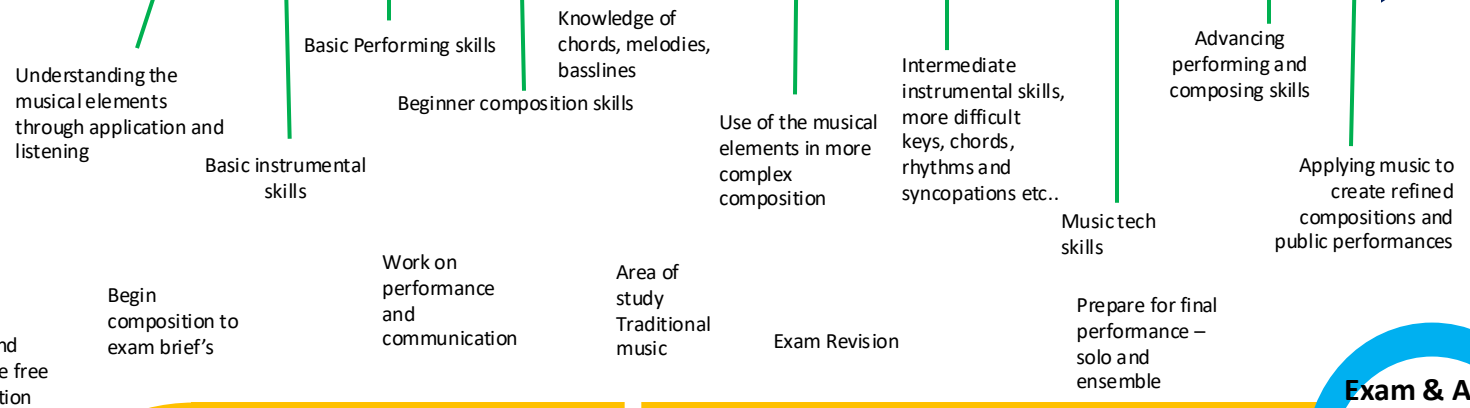 Understanding the
musical elements
through application and
listening
Basic instrumental
skills
Basic Performing skills
Beginner composition skills
Knowledge of
chords, melodies,
basslines
Use of the musical
elements in more
complex
composition
Intermediate
instrumental skills,
more difficult
keys, chords,
rhythms and
syncopations etc..
Music tech
skills
Advancing
performing and
composing skills
Applying music to
create refined
compositions and
public performances
e free
Begin
composition to
exam brief's
Work on
performance
and
communication
Area of
study
Traditional
music
Exam Revision
Prepare for final
performance –
solo and
ensemble
Exam & A